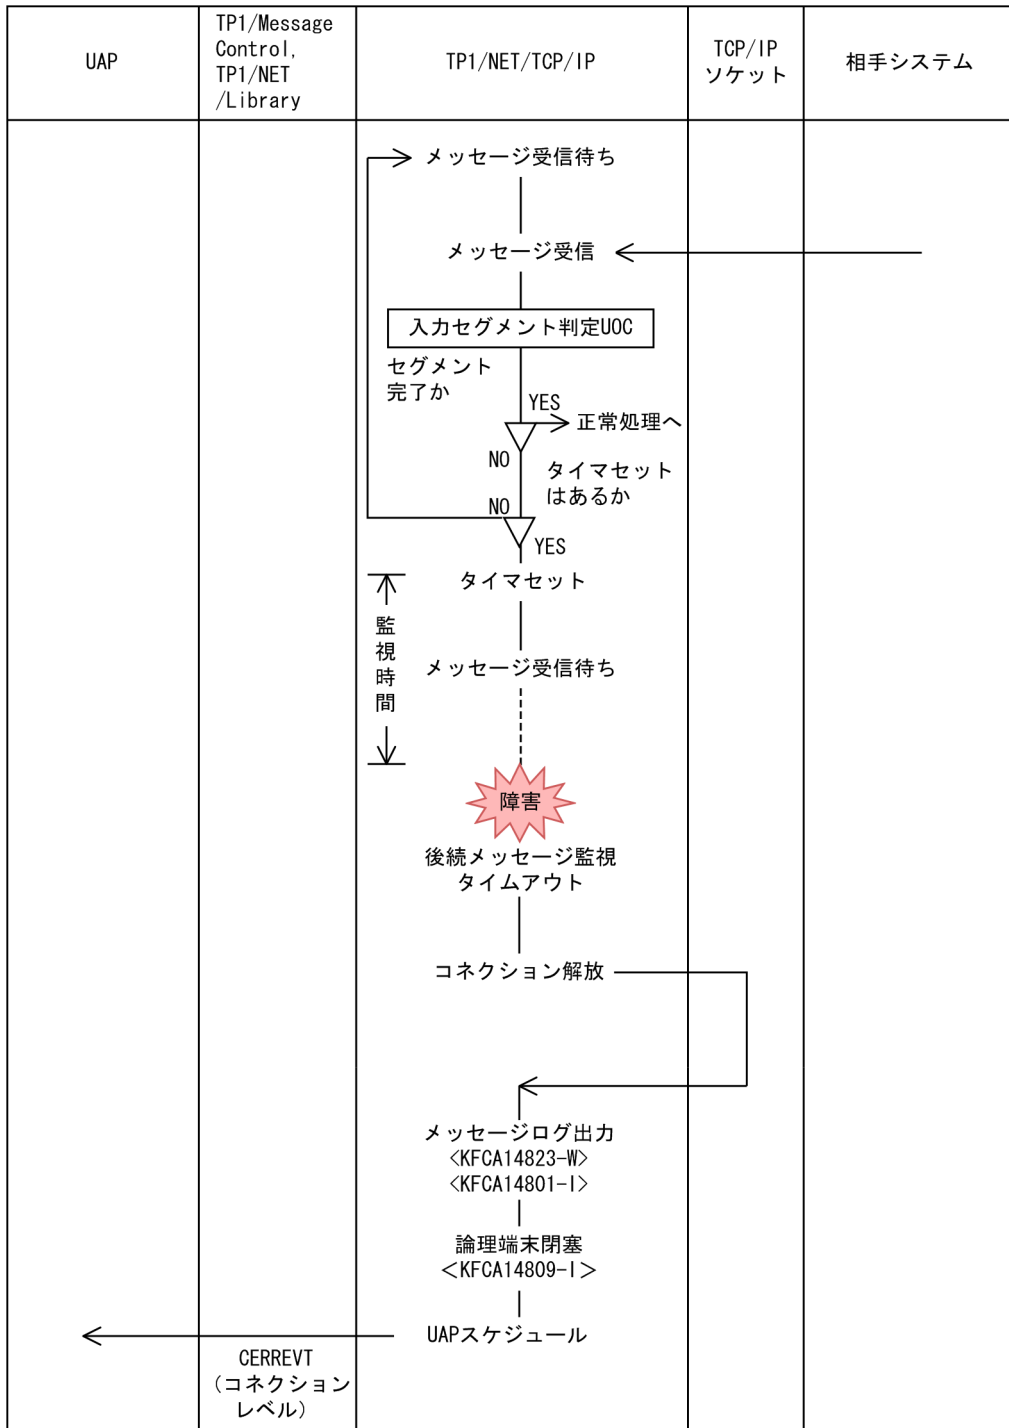 UAP
TP1/Message
Control,
TP1/NET
/Library
TP1/NET/TCP/IP
TCP/IP
ソケット
相手システム
メッセージ受信待ち
メッセージ受信
入力セグメント判定UOC
セグメント
完了か
YES
正常処理へ
NO
タイマセット
はあるか
NO
YES
タイマセット
監
視
時
間
メッセージ受信待ち
障害
後続メッセージ監視
タイムアウト
コネクション解放
メッセージログ出力
<KFCA14823-W>
<KFCA14801-I>
論理端末閉塞
＜KFCA14809-I＞
UAPスケジュール
CERREVT
（コネクション
レベル）